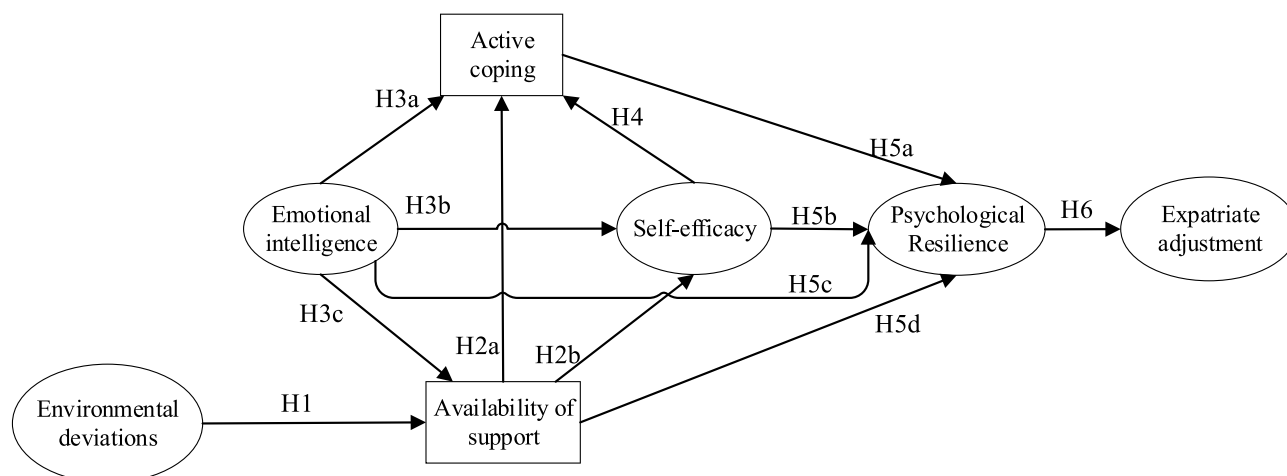 Active
coping
H3a
H4
H5a
Emotional
intelligence
H3b
Self-efficacy
H5b
Psychological
Resilience
H6
Expatriate
adjustment
H5c
H3c
H2a
H2b
H5d
Environmental
deviations
H1
Availability of
support